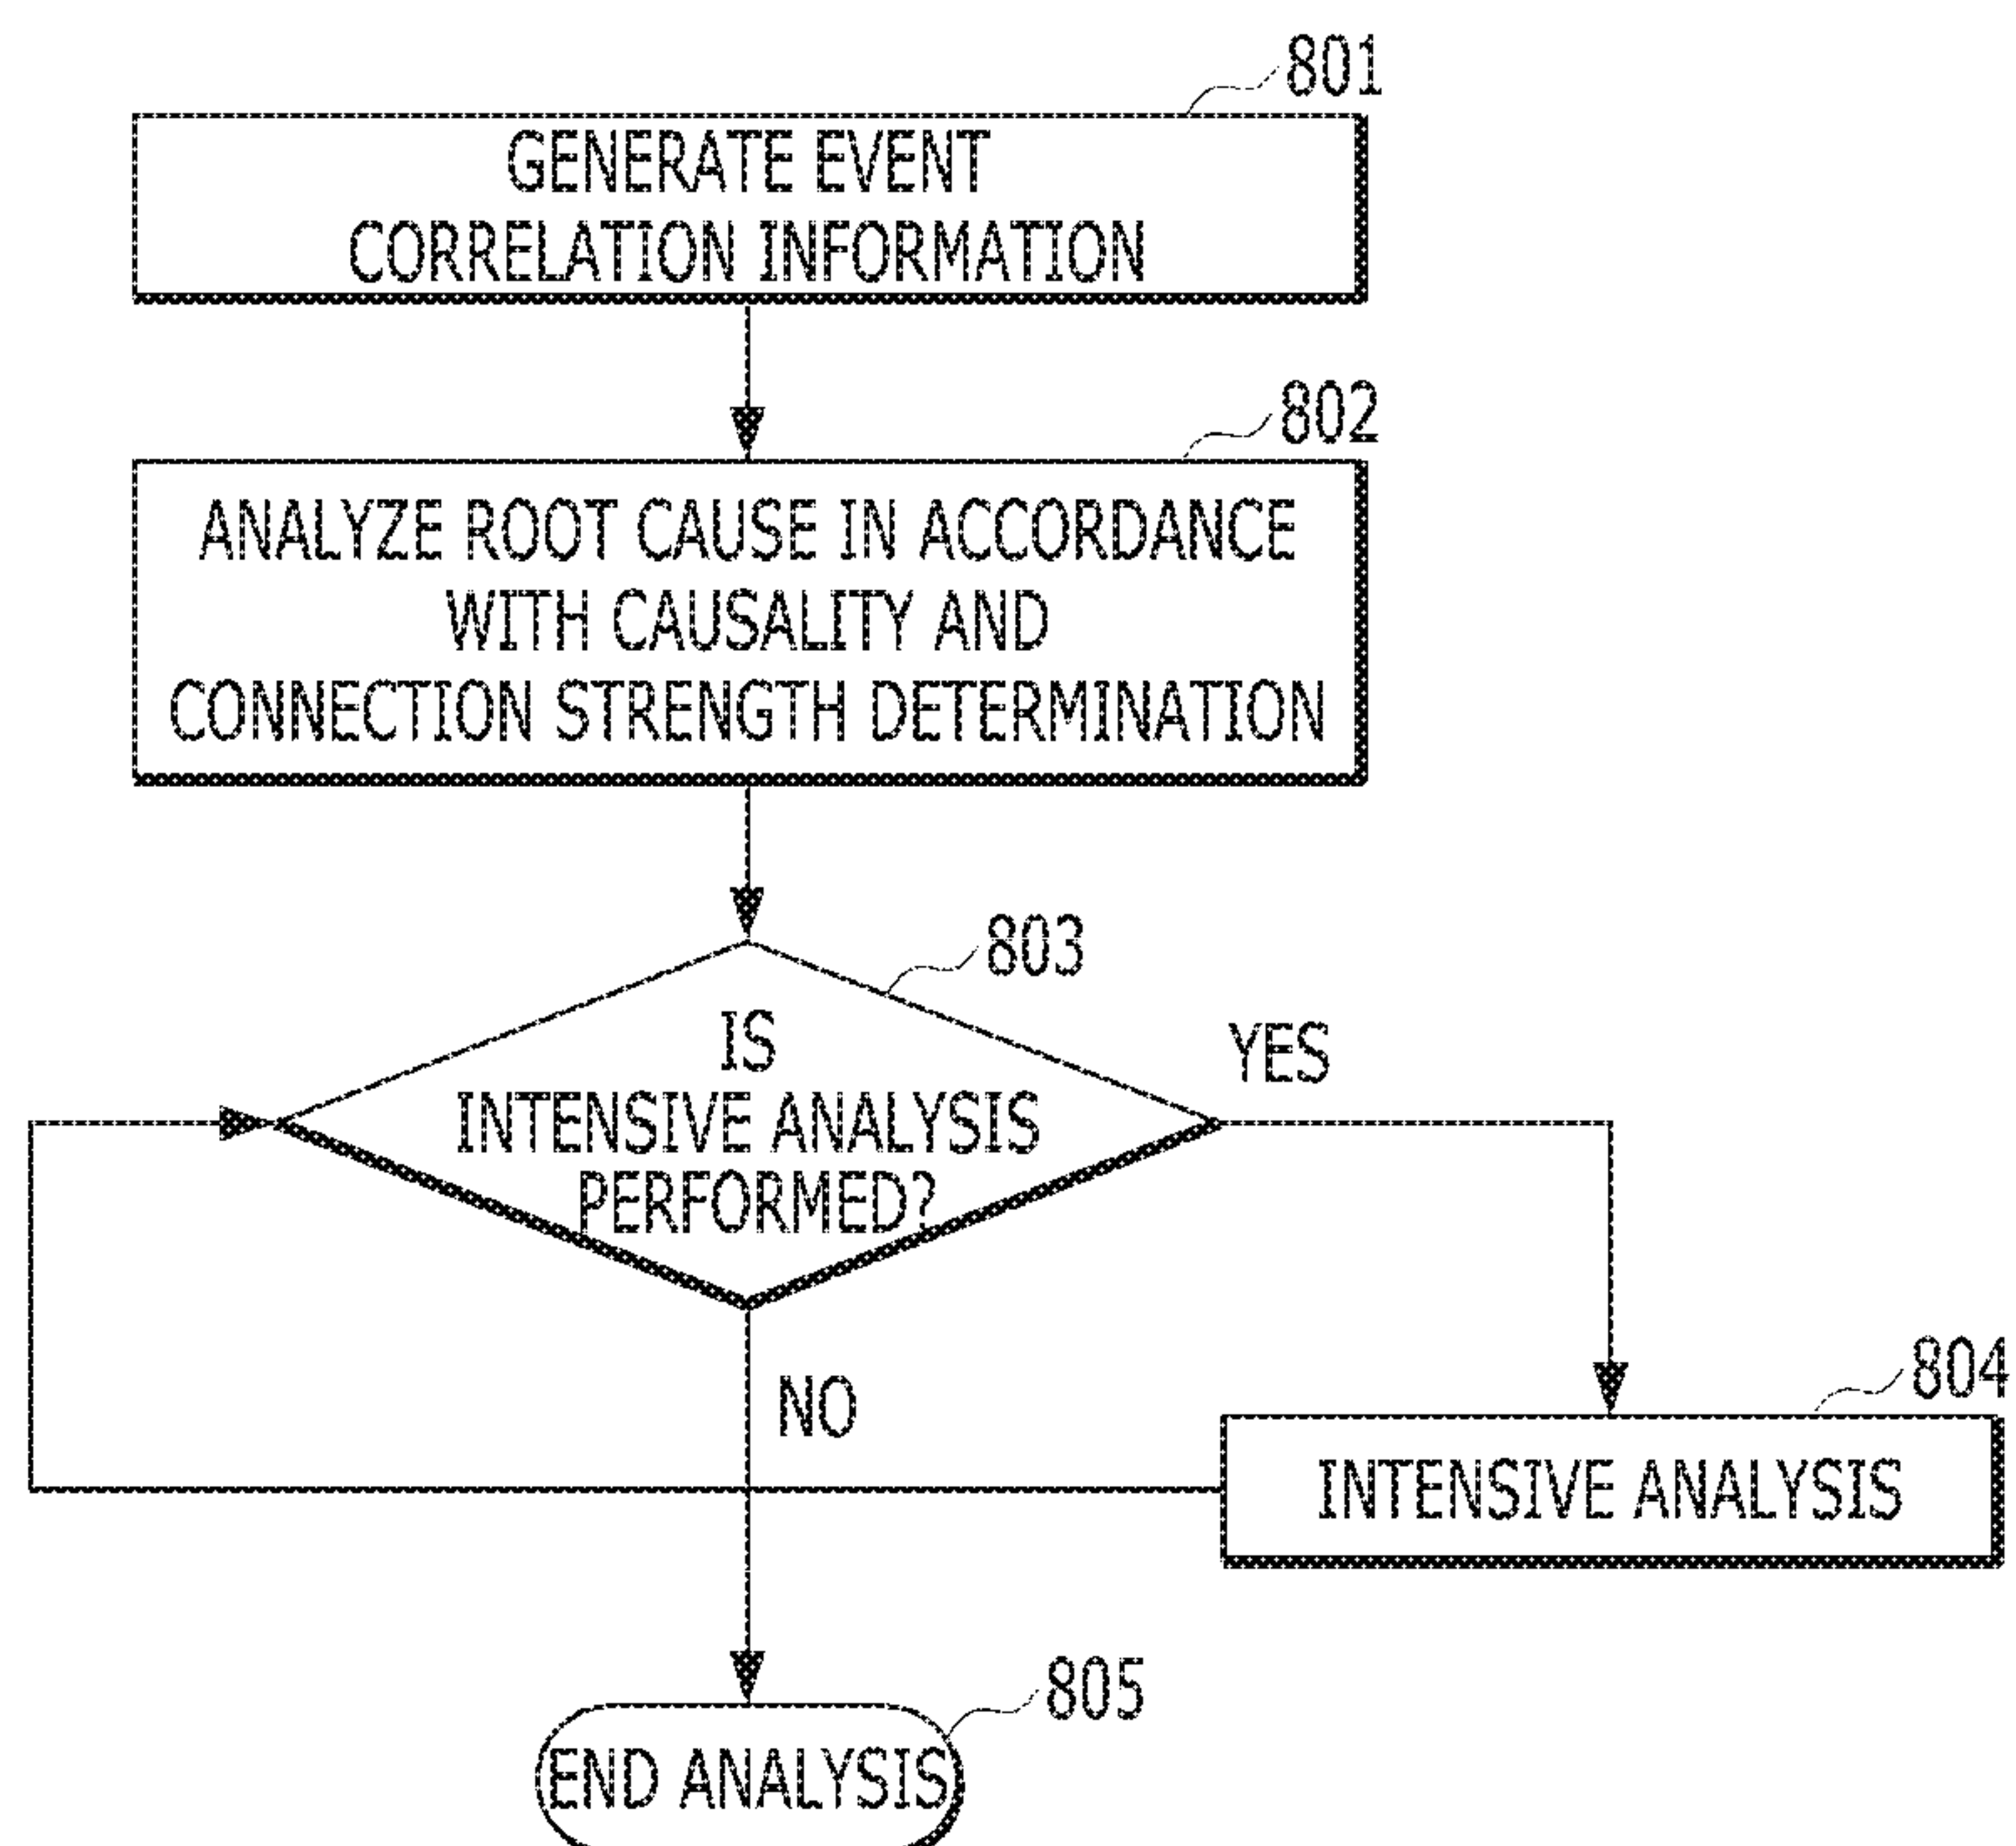 801
GENERATE EVENT
CORRELATION INFORMATION
802
ANALYZE ROOT CAUSE IN ACCORDANCE
WITH CAUSALITY AND
CONNECTION STRENGTH DETERMINATION
803
IS
INTENSIVE ANALYSIS
PERFORMED?
YES
NO
804
INTENSIVE ANALYSIS
805
END ANALYSIS